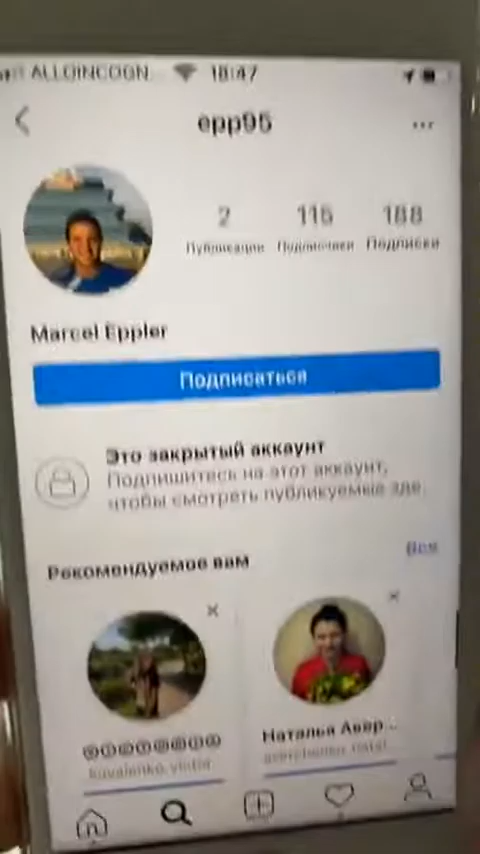 ALLOINCOGN... 18:47
epp95
2 115 188
Публикации Подписчики Подписки
Marcel Eppler
Подписаться
Это закрытый аккаунт
Подпишитесь на этот аккаунт,
чтобы смотреть публикуемые зде
Рекомендуемое вам
Все
Наталья Авер...